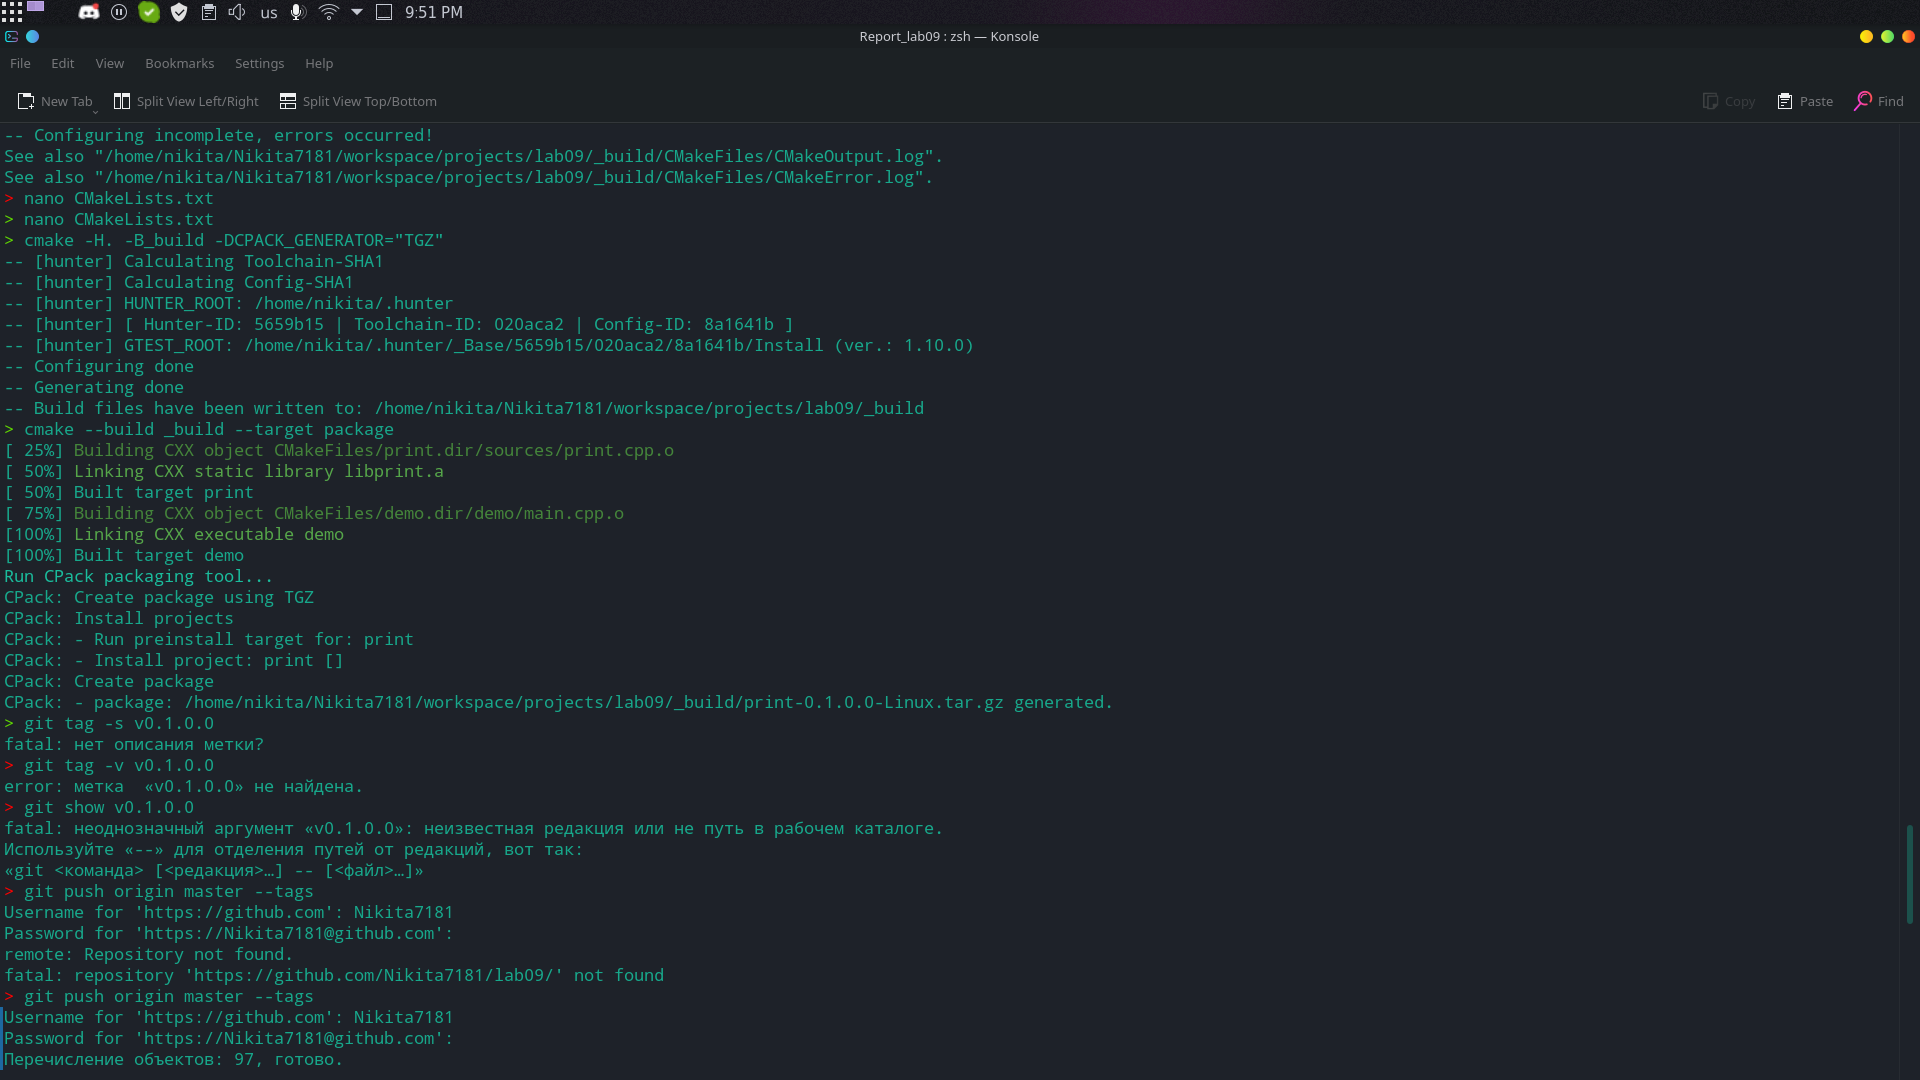 us 9:51 PM
Report_lab09 : zsh — Konsole
File Edit View Bookmarks Settings Help
New Tab Split View Left/Right Split View Top/Bottom Copy Paste Find
-- Configuring incomplete, errors occurred!
See also "/home/nikita/Nikita7181/workspace/projects/lab09/_build/CMakeFiles/CMakeOutput.log".
See also "/home/nikita/Nikita7181/workspace/projects/lab09/_build/CMakeFiles/CMakeError.log".
> nano CMakeLists.txt
> nano CMakeLists.txt
> cmake -H. -B_build -DCPACK_GENERATOR="TGZ"
-- [hunter] Calculating Toolchain-SHA1
-- [hunter] Calculating Config-SHA1
-- [hunter] HUNTER_ROOT: /home/nikita/.hunter
-- [hunter] [ Hunter-ID: 5659b15 | Toolchain-ID: 020aca2 | Config-ID: 8a1641b ]
-- [hunter] GTEST_ROOT: /home/nikita/.hunter/_Base/5659b15/020aca2/8a1641b/Install (ver.: 1.10.0)
-- Configuring done
-- Generating done
-- Build files have been written to: /home/nikita/Nikita7181/workspace/projects/lab09/_build
> cmake --build _build --target package
[ 25%] Building CXX object CMakeFiles/print.dir/sources/print.cpp.o
[ 50%] Linking CXX static library libprint.a
[ 50%] Built target print
[ 75%] Building CXX object CMakeFiles/demo.dir/demo/main.cpp.o
[100%] Linking CXX executable demo
[100%] Built target demo
Run CPack packaging tool...
CPack: Create package using TGZ
CPack: Install projects
CPack: - Run preinstall target for: print
CPack: - Install project: print []
CPack: Create package
CPack: - package: /home/nikita/Nikita7181/workspace/projects/lab09/_build/print-0.1.0.0-Linux.tar.gz generated.
> git tag -s v0.1.0.0
fatal: нет описания метки?
> git tag -v v0.1.0.0
error: метка  «v0.1.0.0» не найдена.
> git show v0.1.0.0
fatal: неоднозначный аргумент «v0.1.0.0»: неизвестная редакция или не путь в рабочем каталоге.
Используйте «--» для отделения путей от редакций, вот так:
«git <команда> [<редакция>…] -- [<файл>…]»
> git push origin master --tags
Username for 'https://github.com': Nikita7181
Password for 'https://Nikita7181@github.com':
remote: Repository not found.
fatal: repository 'https://github.com/Nikita7181/lab09/' not found
> git push origin master --tags
Username for 'https://github.com': Nikita7181
Password for 'https://Nikita7181@github.com':
Перечисление объектов: 97, готово.